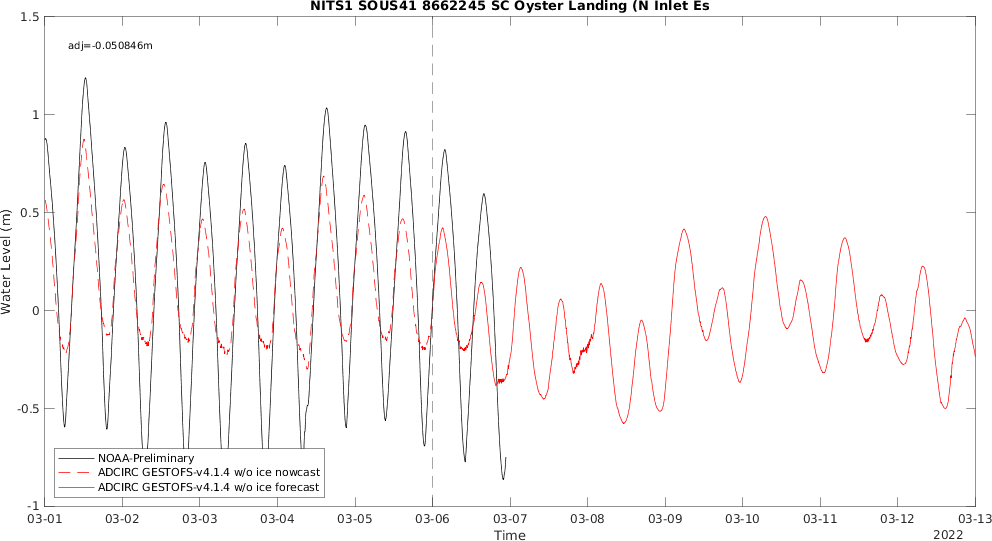 NITS1 SOUS41 8662245 SC Oyster Landing (N Inlet Es
adj=-0.050846m
1.5
1
0.5
0
-0.5
-1
Water Level (m)
NOAA-Preliminary
ADCIRC GESTOFS-v4.1.4 w/o ice nowcast
ADCIRC GESTOFS-v4.1.4 w/o ice forecast
03-01 03-02 03-03 03-04 03-05 03-06 03-07 03-08 03-09 03-10 03-11 03-12 03-13
Time
2022